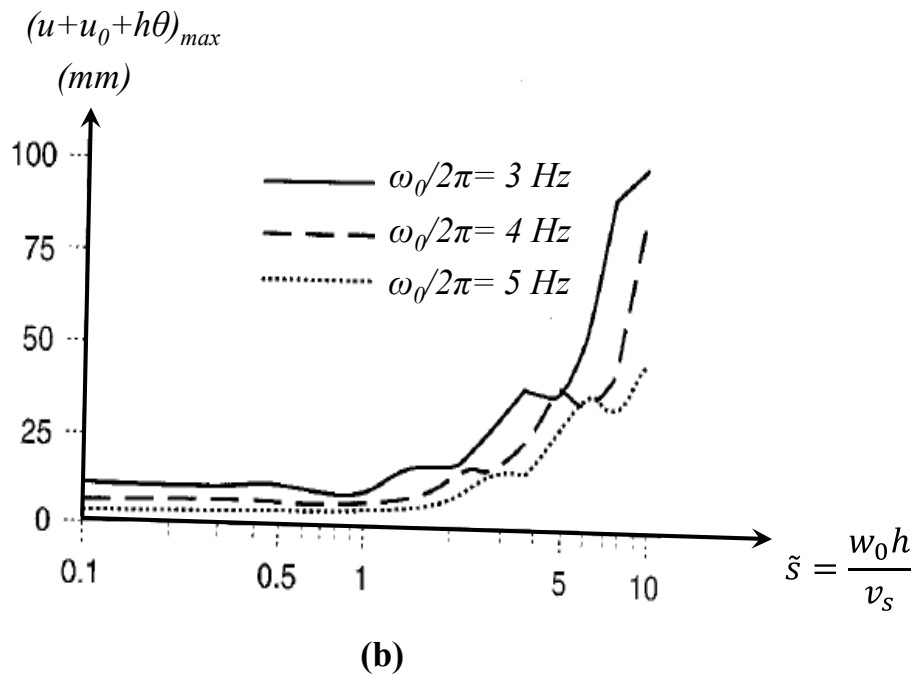 (u+u₀+hθ)ₘₐₓ
(mm)
100
75
50
25
0
ω₀/2π= 3 Hz
ω₀/2π= 4 Hz
ω₀/2π= 5 Hz
0.1 0.5 1 5 10
s̃ = w₀h/vₛ
(b)